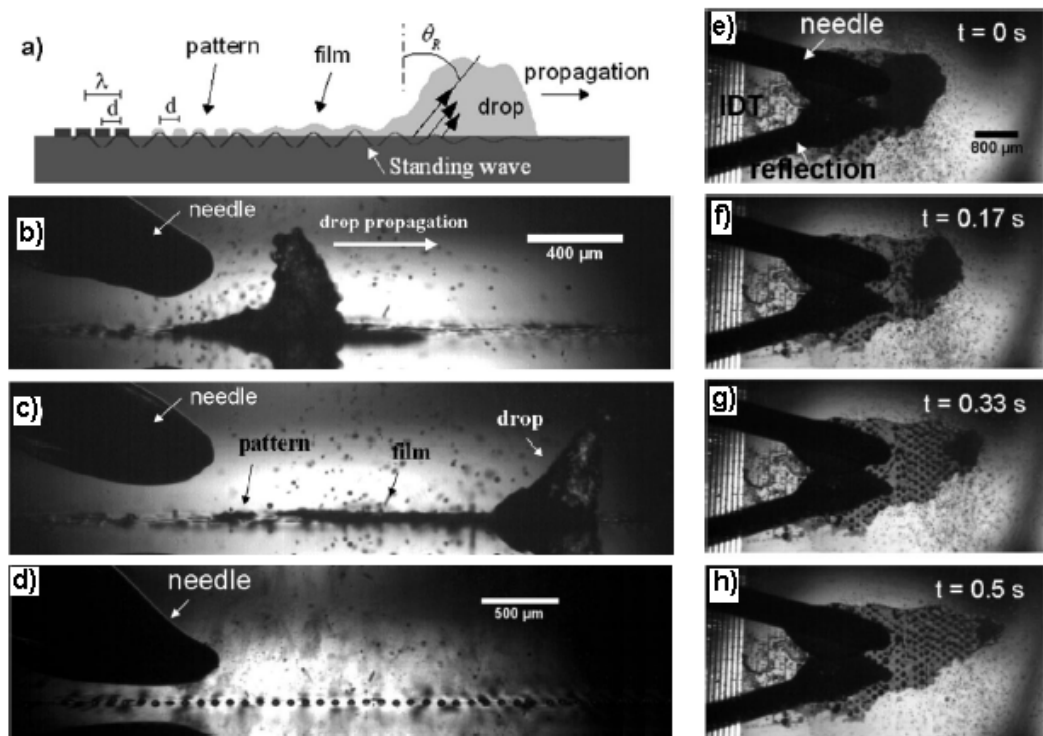 a)
pattern
film
θ_R
propagation
λ
d
d
drop
Standing wave
b)
needle
drop propagation
400 µm
c)
needle
drop
pattern
film
d)
needle
500 µm
e)
needle
t = 0 s
IDT
800 µm
reflection
f)
t = 0.17 s
g)
t = 0.33 s
h)
t = 0.5 s